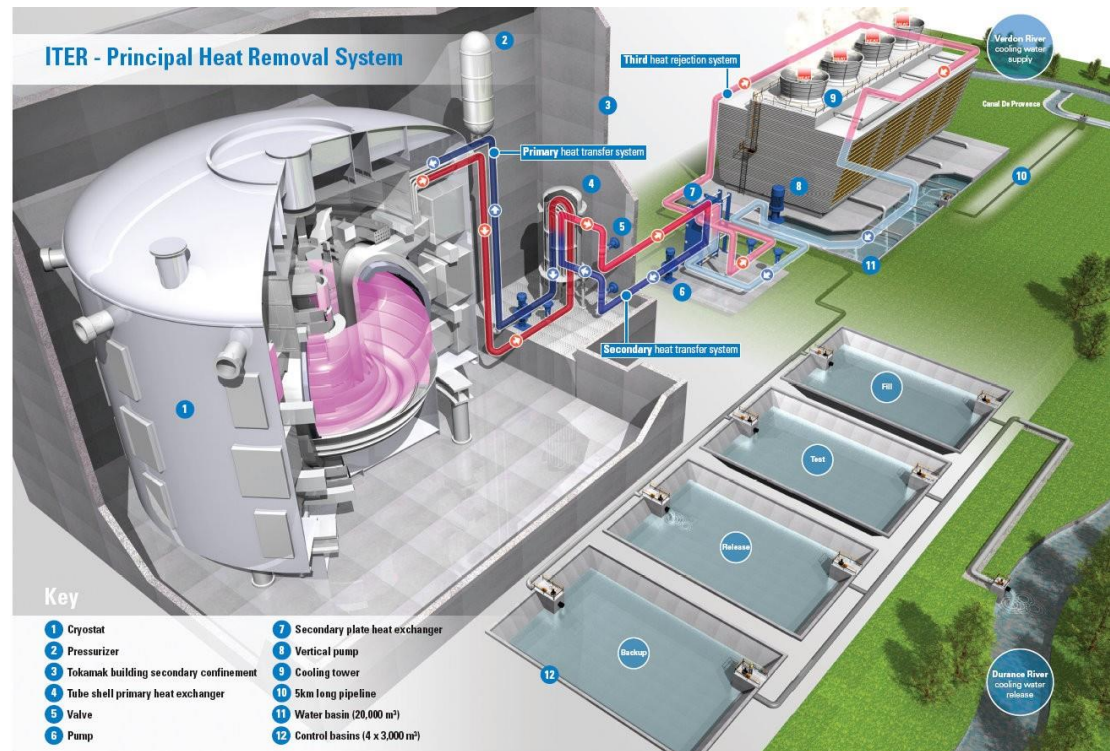 ITER - Principal Heat Removal System
2
3
Third heat rejection system
Verdon River
cooling water
supply
Canal De Provence
9
10
Primary heat transfer system
4
7
8
5
11
6
Secondary heat transfer system
1
Fill
Test
Release
Backup
12
Durance River
cooling water
release
Key
1 Cryostat
2 Pressurizer
3 Tokamak building secondary confinement
4 Tube shell primary heat exchanger
5 Valve
6 Pump
7 Secondary plate heat exchanger
8 Vertical pump
9 Cooling tower
10 5km long pipeline
11 Water basin (20,000 m³)
12 Control basins (4 x 3,000 m³)